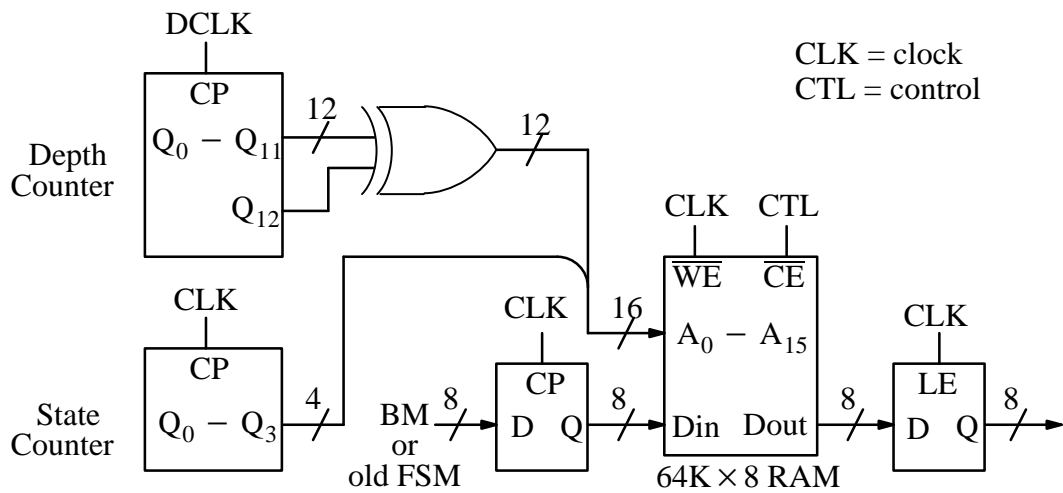 DCLK
CP
Q₀ − Q₁₁
Q₁₂
12
12
Depth
Counter
CLK = clock
CTL = control
CLK
CP
Q₀ − Q₃
4
State
Counter
BM
or
old FSM
8
CLK
CP
D Q
8
16
CLK
CTL
W̅E̅
C̅E̅
A₀ − A₁₅
Din Dout
64K × 8 RAM
8
CLK
LE
D Q
8